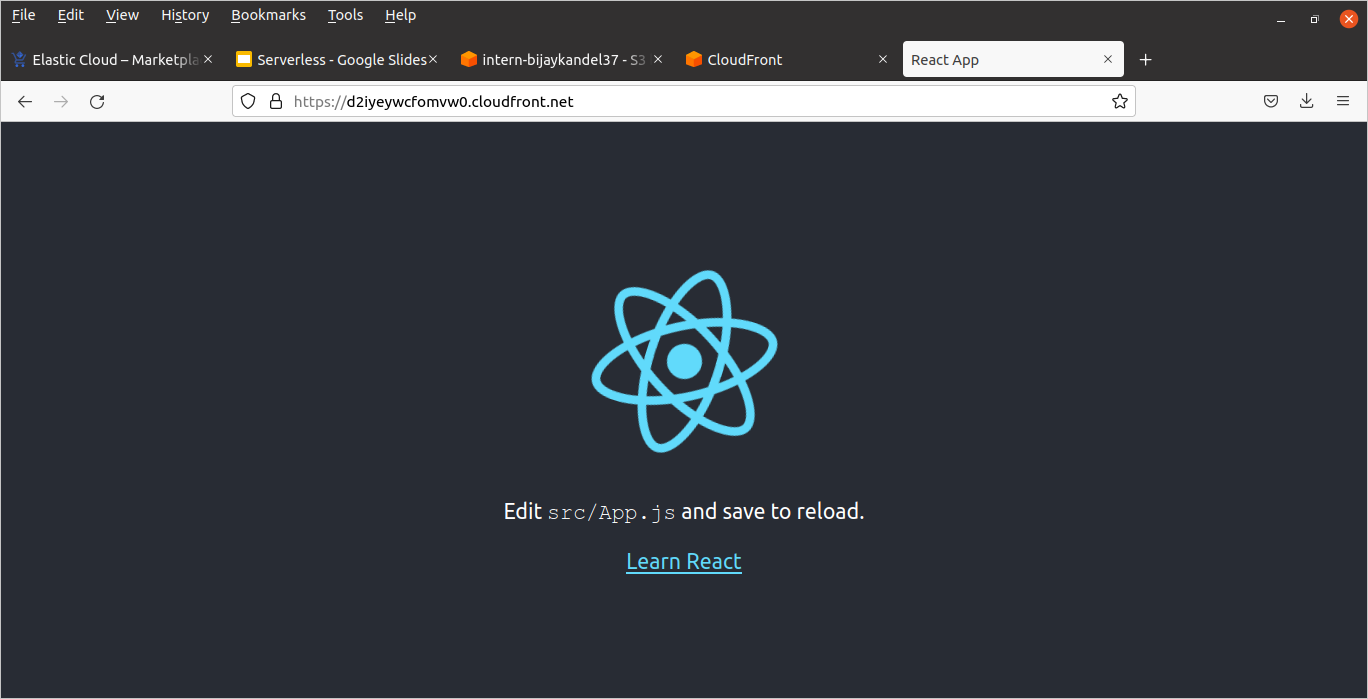 File Edit View History Bookmarks Tools Help
Elastic Cloud – Marketpla Serverless - Google Slides intern-bijaykandel37 - S3 CloudFront React App
https://d2iyeywcfomvw0.cloudfront.net
Edit src/App.js and save to reload.
Learn React